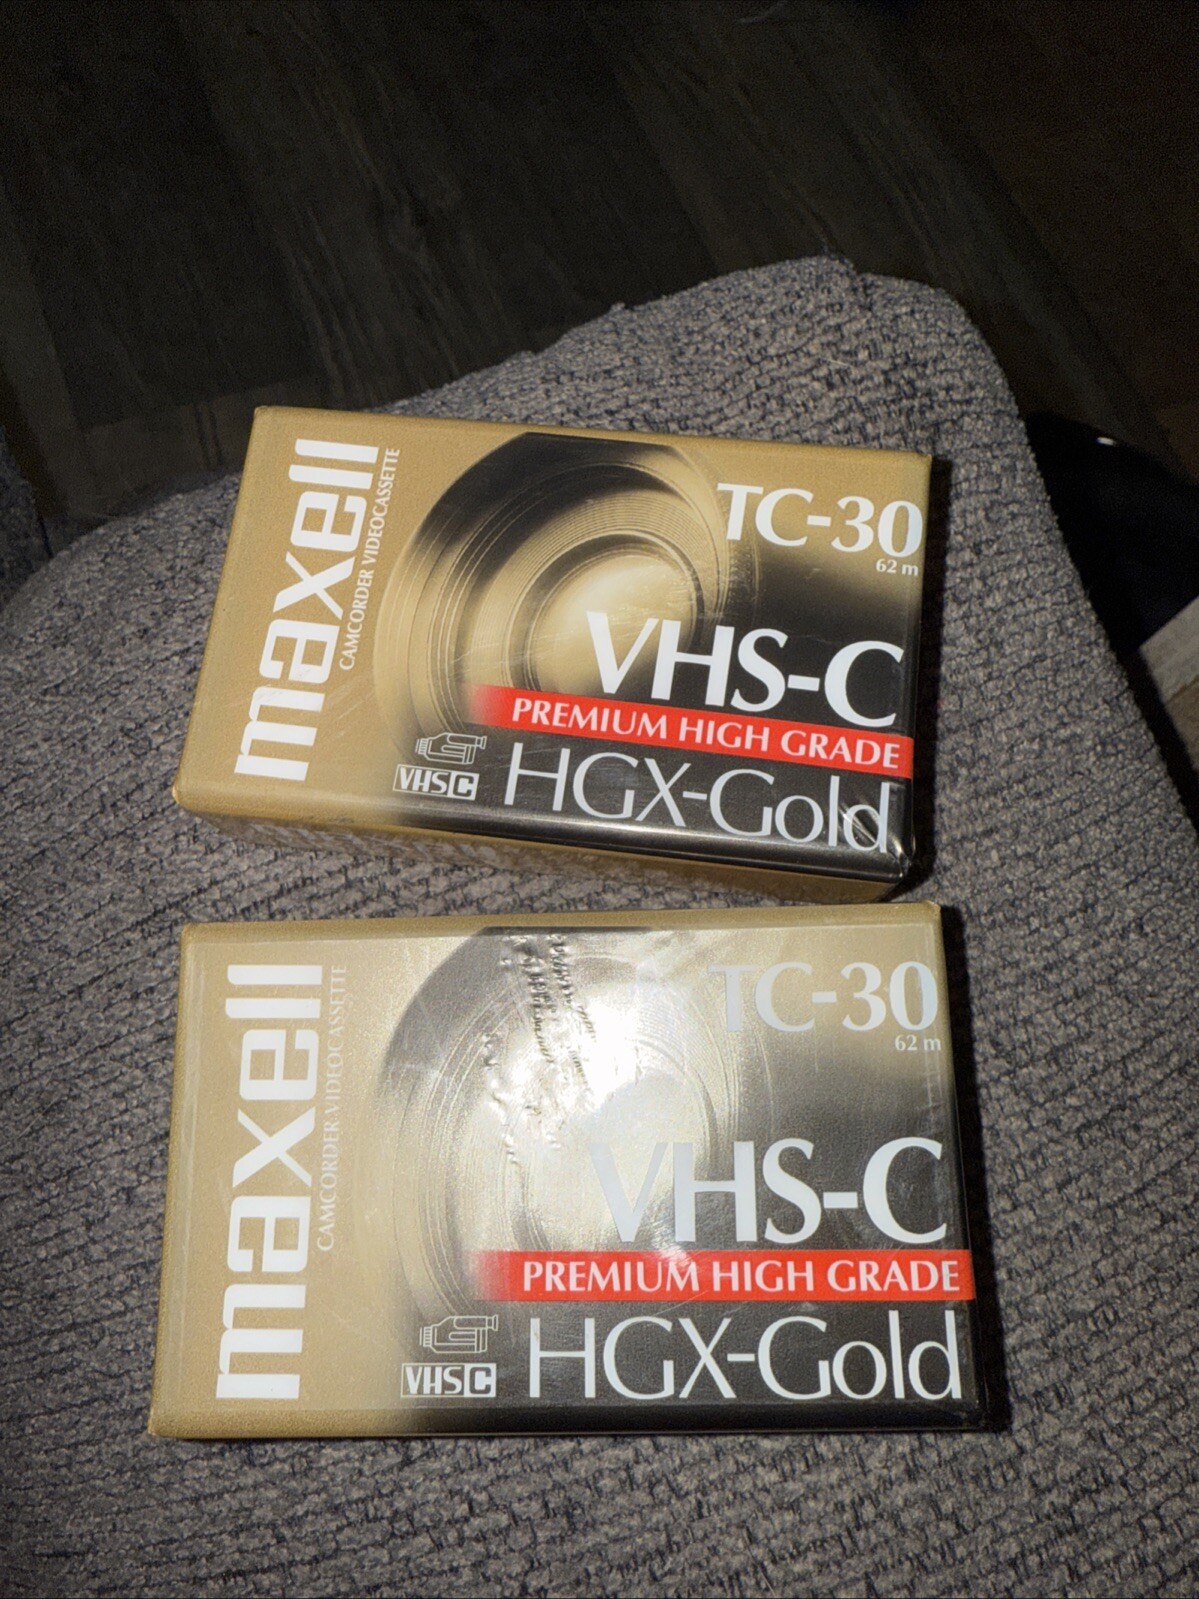 maxell
CAMCORDER VIDEOCASSETTE
TC-30
62 m
VHS-C
PREMIUM HIGH GRADE
VHS C
HGX-Gold
maxell
CAMCORDER VIDEOCASSETTE
TC-30
62 m
VHS-C
PREMIUM HIGH GRADE
VHS C
HGX-Gold